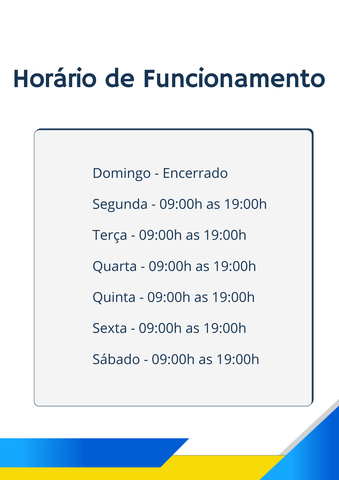 Horário de Funcionamento
Domingo - Encerrado
Segunda - 09:00h as 19:00h
Terça - 09:00h as 19:00h
Quarta - 09:00h as 19:00h
Quinta - 09:00h as 19:00h
Sexta - 09:00h as 19:00h
Sábado - 09:00h as 19:00h